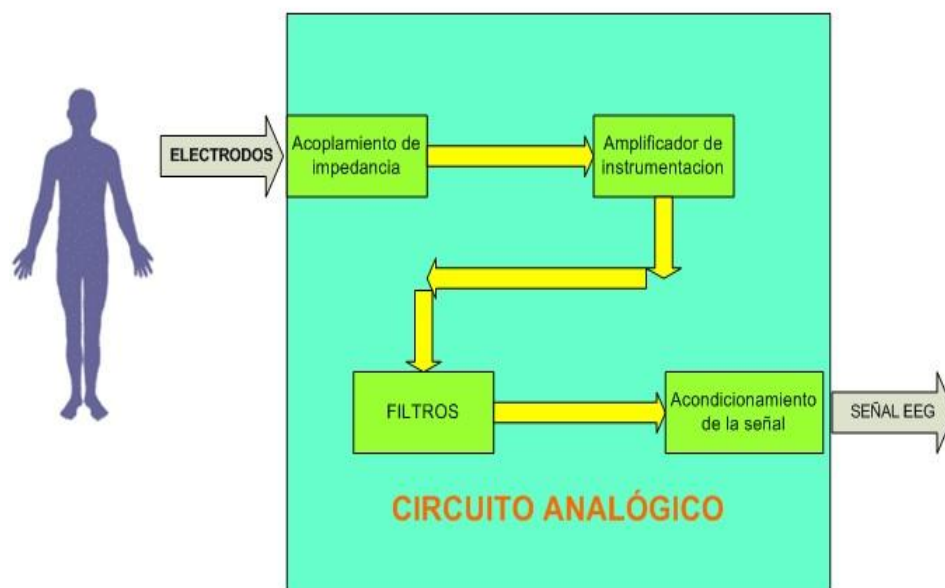 ELECTRODOS
Acoplamiento de
impedancia
Amplificador de
instrumentacion
FILTROS
Acondicionamiento
de la señal
SEÑAL EEG
CIRCUITO ANALÓGICO